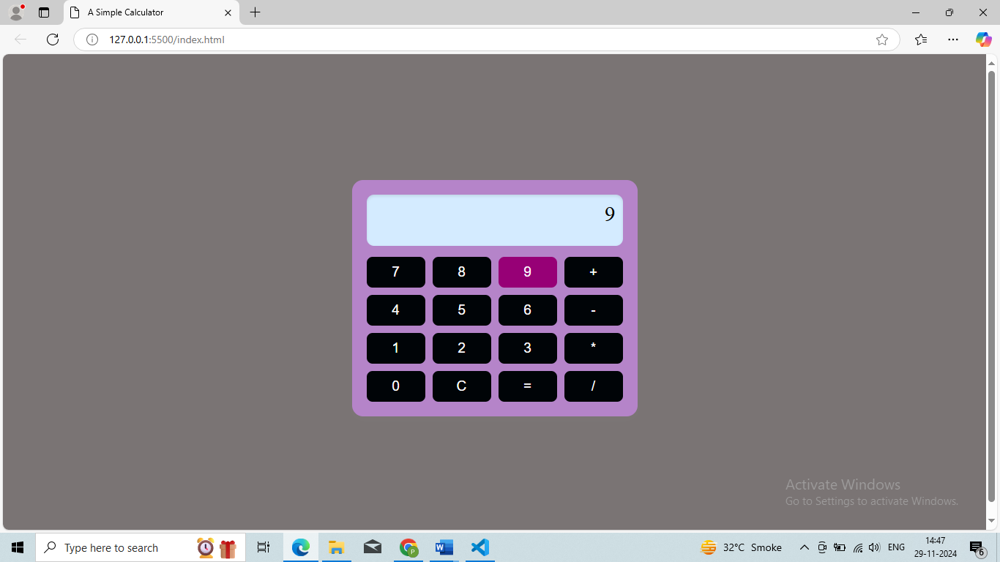 A Simple Calculator
127.0.0.1:5500/index.html
9
7 8 9 +
4 5 6 -
1 2 3 *
0 C = /
Activate Windows
Go to Settings to activate Windows.
Type here to search
P
W
32°C Smoke
ENG
14:47
29-11-2024
6